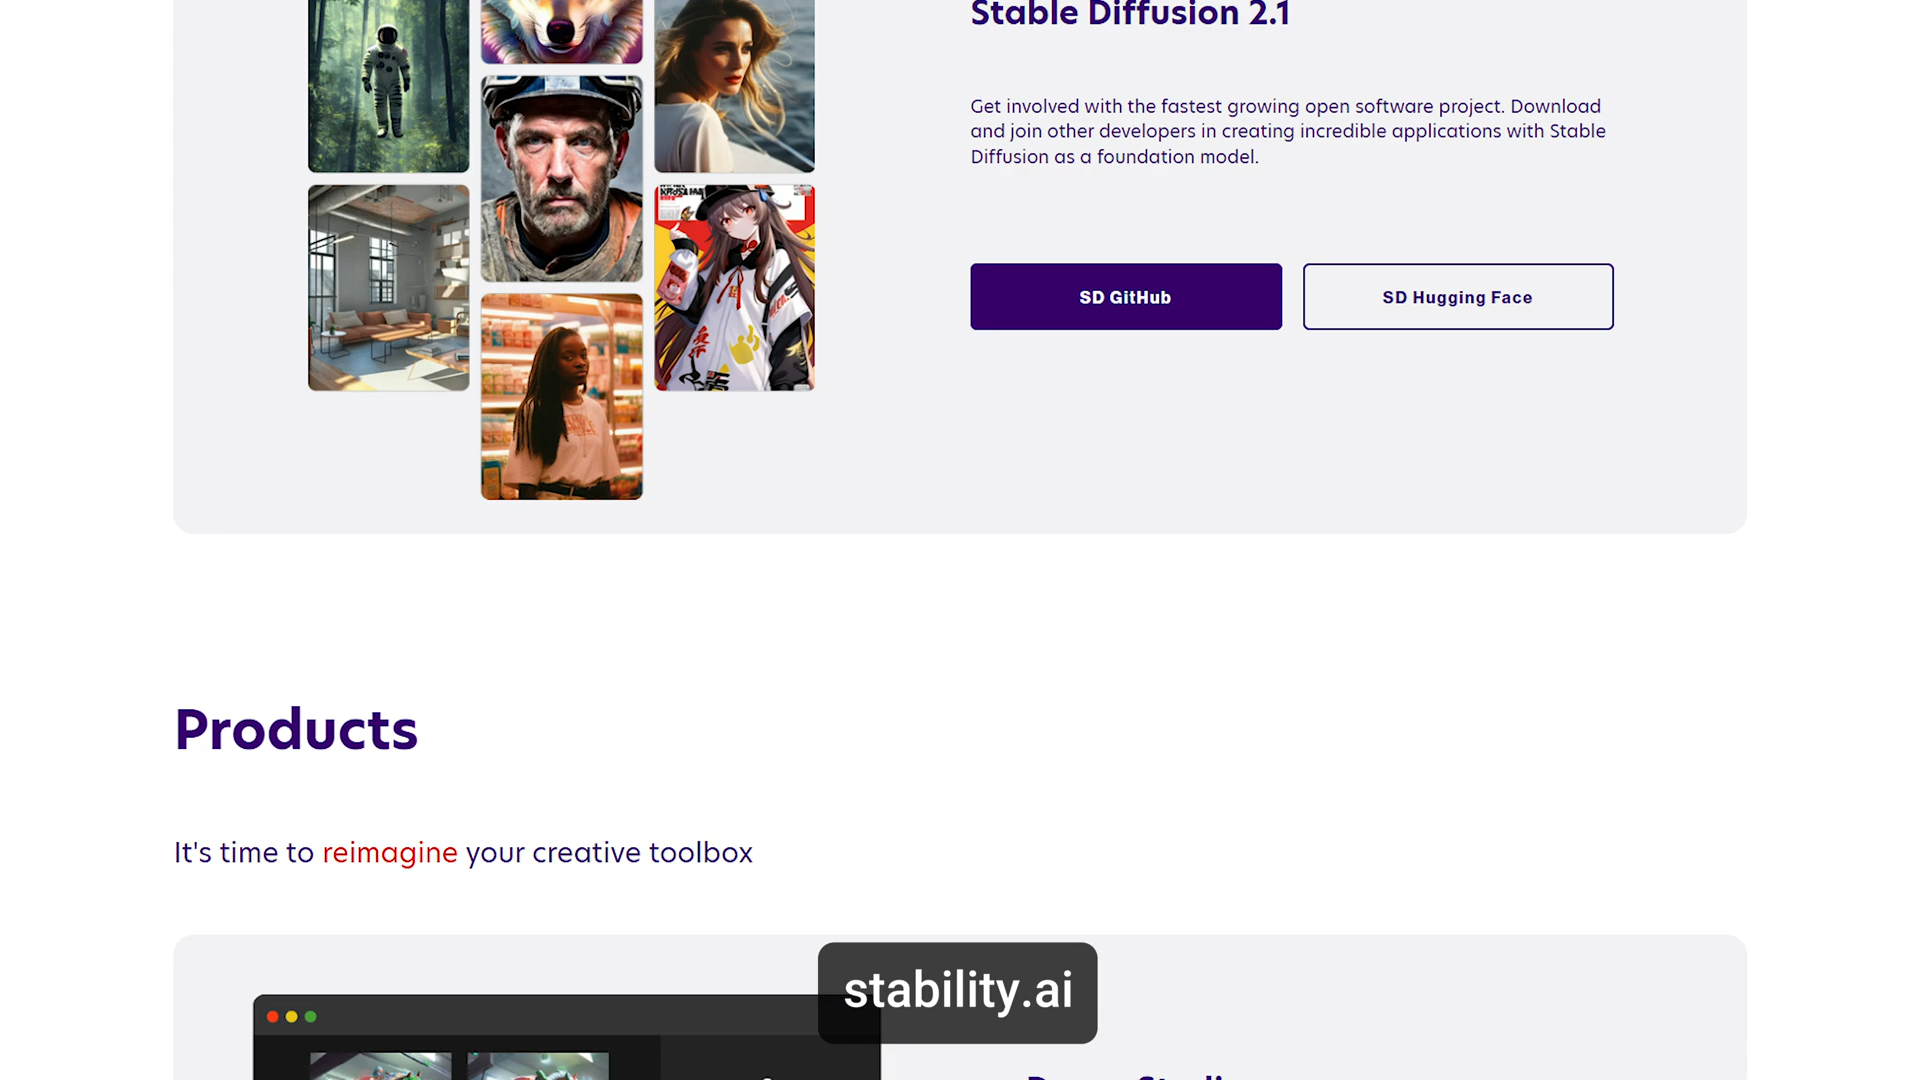 Stable Diffusion 2.1
Get involved with the fastest growing open software project. Download
and join other developers in creating incredible applications with Stable
Diffusion as a foundation model.
SD GitHub
SD Hugging Face
Products
It's time to reimagine your creative toolbox
stability.ai